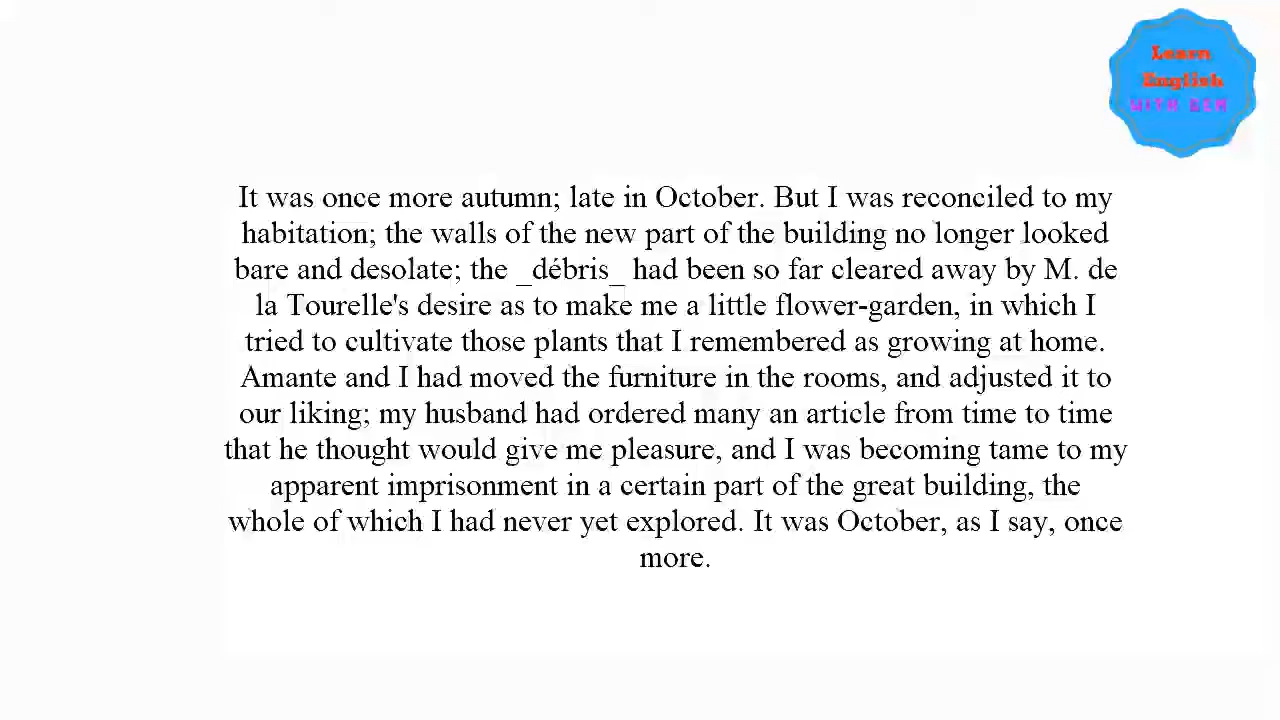 Learn
English
WITH BEN
It was once more autumn; late in October. But I was reconciled to my
habitation; the walls of the new part of the building no longer looked
bare and desolate; the _débris_ had been so far cleared away by M. de
la Tourelle's desire as to make me a little flower-garden, in which I
tried to cultivate those plants that I remembered as growing at home.
Amante and I had moved the furniture in the rooms, and adjusted it to
our liking; my husband had ordered many an article from time to time
that he thought would give me pleasure, and I was becoming tame to my
apparent imprisonment in a certain part of the great building, the
whole of which I had never yet explored. It was October, as I say, once
more.